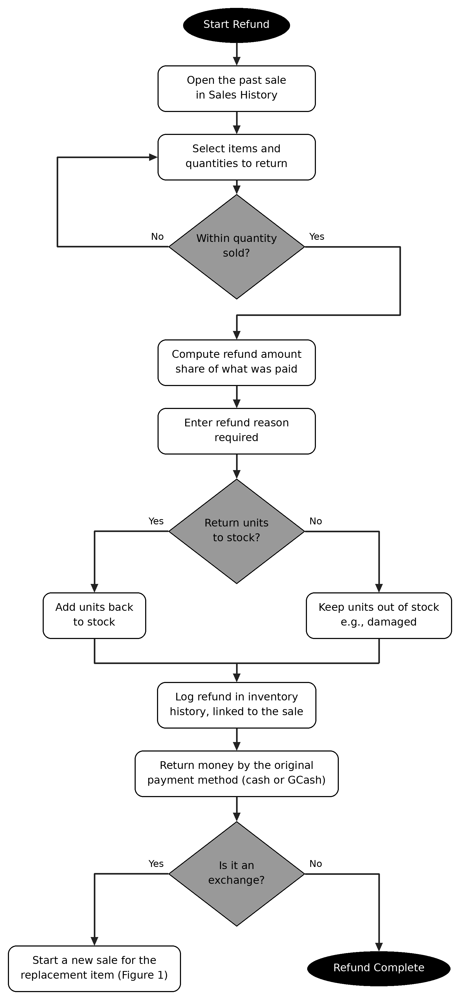 Start Refund
Open the past sale
in Sales History
Select items and
quantities to return
No
Yes
Within quantity
sold?
Compute refund amount
share of what was paid
Enter refund reason
required
Yes
No
Return units
to stock?
Add units back
to stock
Keep units out of stock
e.g., damaged
Log refund in inventory
history, linked to the sale
Return money by the original
payment method (cash or GCash)
Yes
No
Is it an
exchange?
Start a new sale for the
replacement item (Figure 1)
Refund Complete